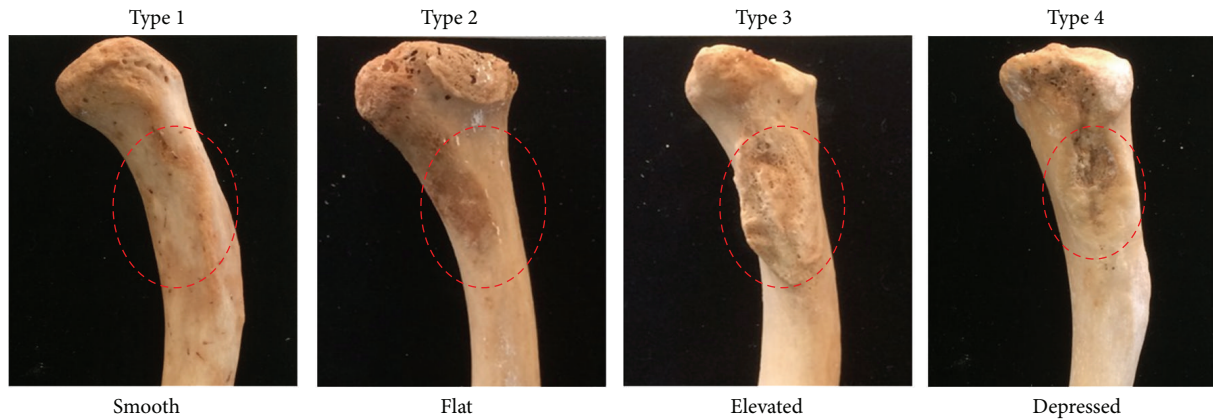 Type 1
Type 2
Type 3
Type 4
Smooth
Flat
Elevated
Depressed